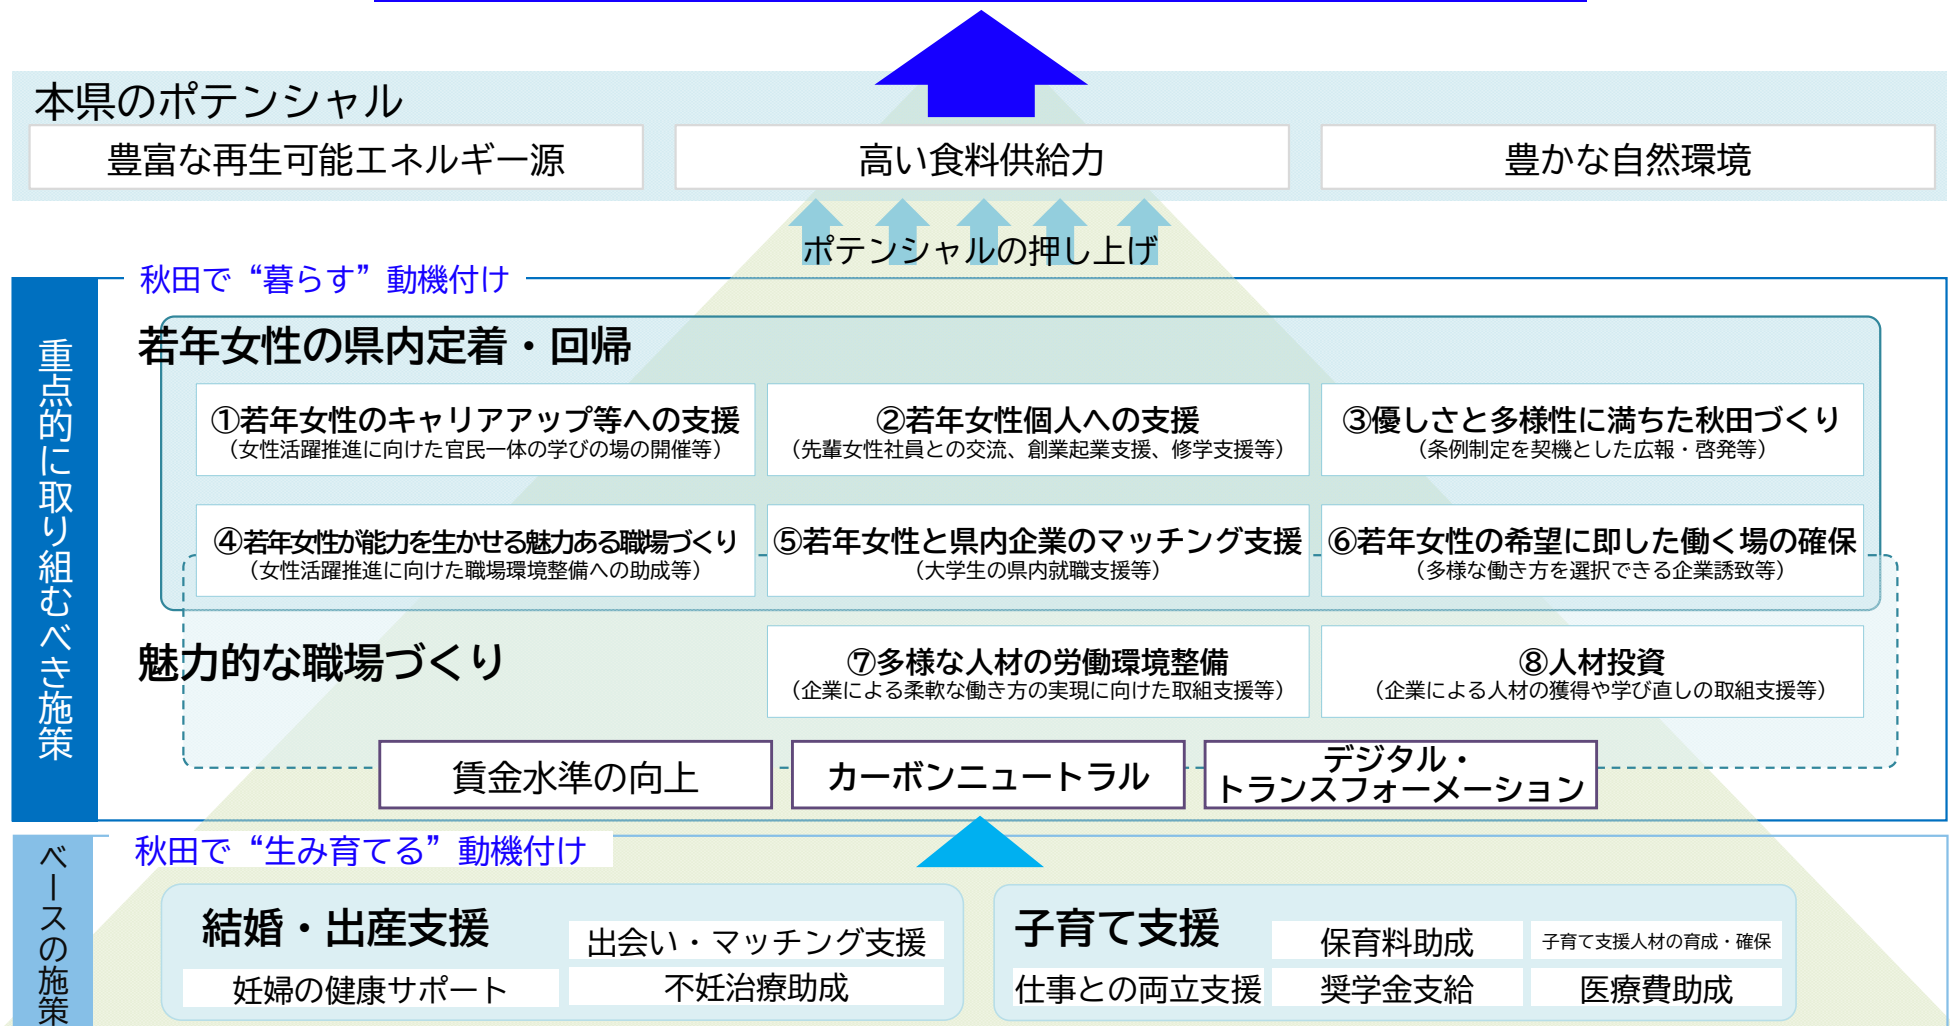 本県のポテンシャル
豊富な再生可能エネルギー源
高い食料供給力
豊かな自然環境
ポテンシャルの押し上げ
秋田で“暮らす”動機付け
重点的に取り組むべき施策
若年女性の県内定着・回帰
①若年女性のキャリアアップ等への支援
（女性活躍推進に向けた官民一体の学びの場の開催等）
②若年女性個人への支援
（先輩女性社員との交流、創業起業支援、修学支援等）
③優しさと多様性に満ちた秋田づくり
（条例制定を契機とした広報・啓発等）
④若年女性が能力を生かせる魅力ある職場づくり
（女性活躍推進に向けた職場環境整備への助成等）
⑤若年女性と県内企業のマッチング支援
（大学生の県内就職支援等）
⑥若年女性の希望に即した働く場の確保
（多様な働き方を選択できる企業誘致等）
魅力的な職場づくり
⑦多様な人材の労働環境整備
（企業による柔軟な働き方の実現に向けた取組支援等）
⑧人材投資
（企業による人材の獲得や学び直しの取組支援等）
賃金水準の向上
カーボンニュートラル
デジタル・
トランスフォーメーション
秋田で“生み育てる”動機付け
ベースの施策
結婚・出産支援
出会い・マッチング支援
妊婦の健康サポート
不妊治療助成
子育て支援
保育料助成
子育て支援人材の育成・確保
仕事との両立支援
奨学金支給
医療費助成